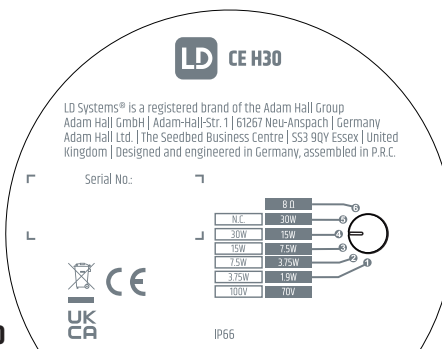 LD CE H30
LD Systems® is a registered brand of the Adam Hall Group
Adam Hall GmbH | Adam-Hall-Str. 1 | 61267 Neu-Anspach | Germany
Adam Hall Ltd. | The Seedbed Business Centre | SS3 9QY Essex | United
Kingdom | Designed and engineered in Germany, assembled in P.R.C.
Serial No.:
8 Ω 6
N.C. 30W 5
30W 15W 4
15W 7.5W 3
7.5W 3.75W 2
3.75W 1.9W 1
100V 70V
CE
UK
CA
IP66